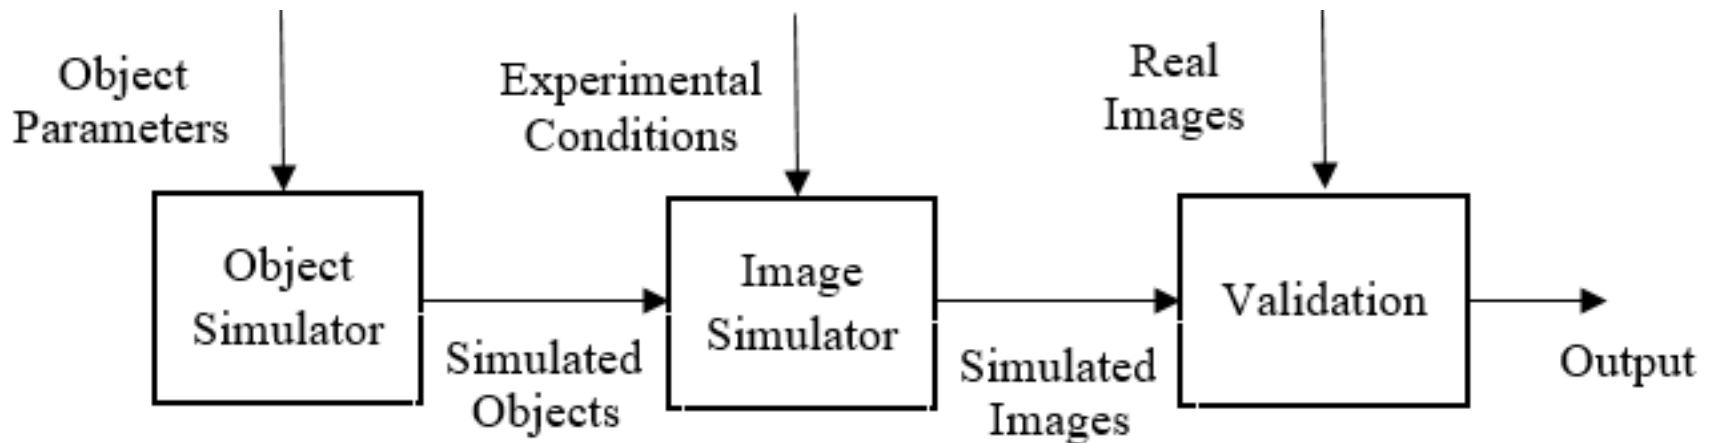 Object
Parameters
Experimental
Conditions
Real
Images
Object
Simulator
Simulated
Objects
Image
Simulator
Simulated
Images
Validation
Output